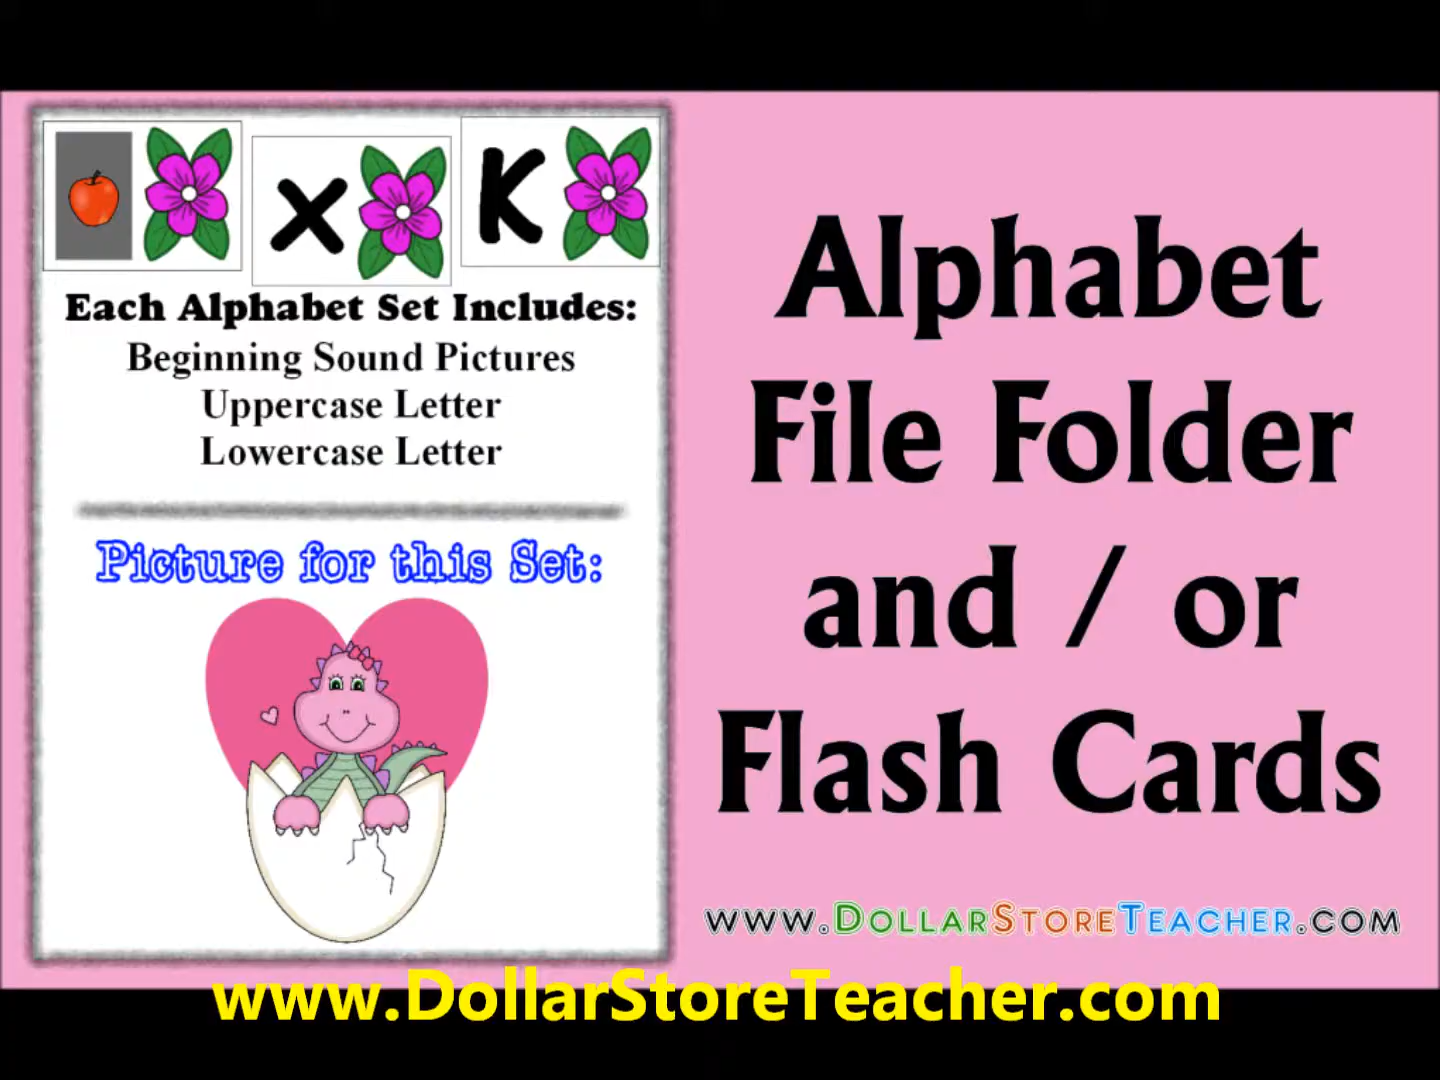 x
K
Each Alphabet Set Includes:
Beginning Sound Pictures
Uppercase Letter
Lowercase Letter
Picture for this Set:
Alphabet
File Folder
and / or
Flash Cards
www.DollarStoreTeacher.com
www.DollarStoreTeacher.com